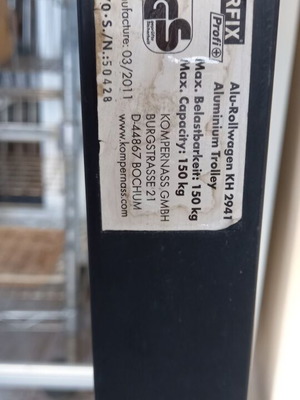 RFIX
Profi+
Alu-Rollwagen KH 2941
Aluminium Trolley
Max. Belastbarkeit: 150 kg
Max. Capacity: 150 kg
GS
KOMPERNASS GMBH
BURGSTRASSE 21
D-44867 BOCHUM
www.kompernass.com
ufacture: 03/2011
o.S./N.:50428